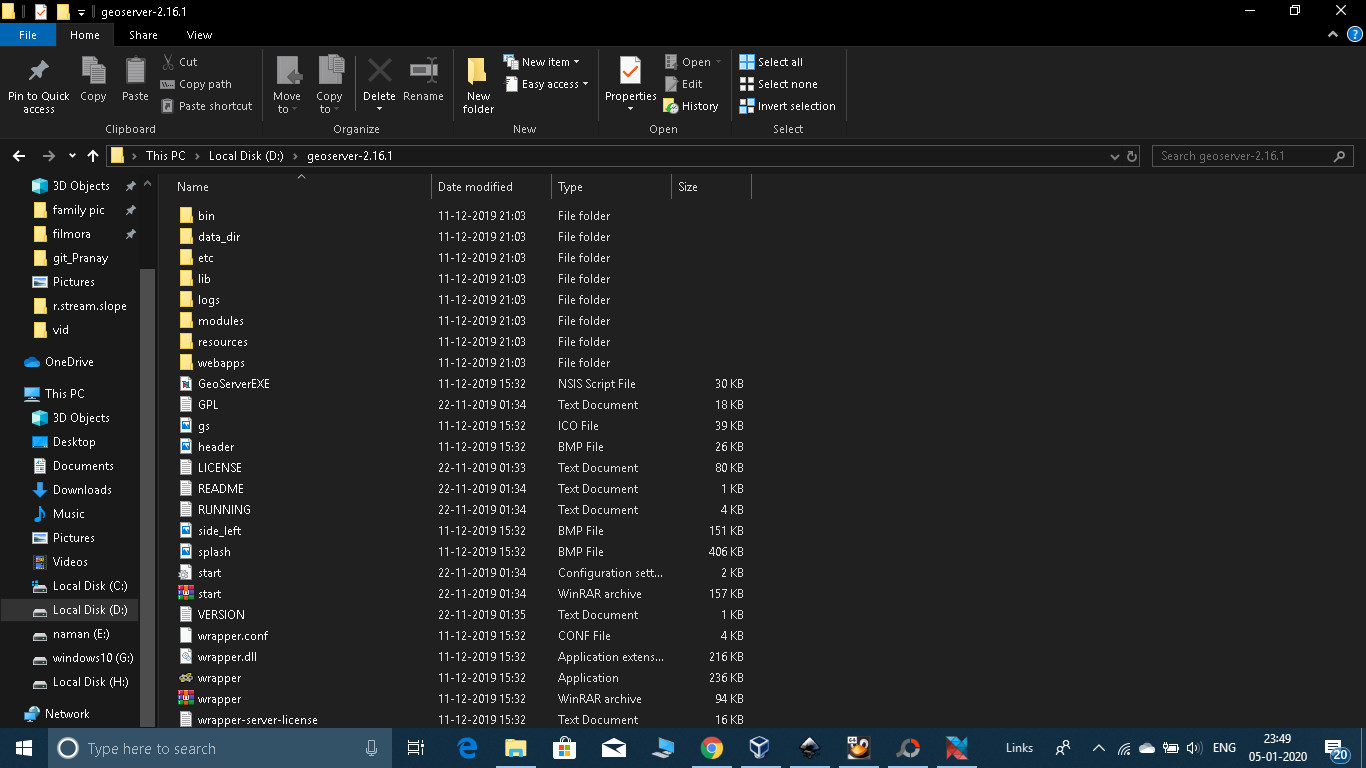 geoserver-2.16.1
File Home Share View
Pin to Quick access
Copy
Paste
Cut
Copy path
Paste shortcut
Clipboard
Move to
Copy to
Delete
Rename
Organize
New folder
New item
Easy access
New
Properties
Open
Edit
History
Open
Select all
Select none
Invert selection
Select
This PC Local Disk (D:) geoserver-2.16.1
Search geoserver-2.16.1
3D Objects
family pic
filmora
git_Pranay
Pictures
r.stream.slope
vid
OneDrive
This PC
3D Objects
Desktop
Documents
Downloads
Music
Pictures
Videos
Local Disk (C:)
Local Disk (D:)
naman (E:)
windows10 (G:)
Local Disk (H:)
Network
Name Date modified Type Size
bin 11-12-2019 21:03 File folder
data_dir 11-12-2019 21:03 File folder
etc 11-12-2019 21:03 File folder
lib 11-12-2019 21:03 File folder
logs 11-12-2019 21:03 File folder
modules 11-12-2019 21:03 File folder
resources 11-12-2019 21:03 File folder
webapps 11-12-2019 21:03 File folder
GeoServerEXE 11-12-2019 15:32 NSIS Script File 30 KB
GPL 22-11-2019 01:34 Text Document 18 KB
gs 11-12-2019 15:32 ICO File 39 KB
header 11-12-2019 15:32 BMP File 26 KB
LICENSE 22-11-2019 01:33 Text Document 80 KB
README 22-11-2019 01:34 Text Document 1 KB
RUNNING 22-11-2019 01:34 Text Document 4 KB
side_left 11-12-2019 15:32 BMP File 151 KB
splash 11-12-2019 15:32 BMP File 406 KB
start 22-11-2019 01:34 Configuration sett... 2 KB
start 22-11-2019 01:34 WinRAR archive 157 KB
VERSION 22-11-2019 01:35 Text Document 1 KB
wrapper.conf 11-12-2019 15:32 CONF File 4 KB
wrapper.dll 11-12-2019 15:32 Application extens... 216 KB
wrapper 11-12-2019 15:32 Application 236 KB
wrapper 11-12-2019 15:32 WinRAR archive 94 KB
wrapper-server-license 11-12-2019 15:32 Text Document 16 KB
Type here to search
Links
ENG
23:49
05-01-2020
20